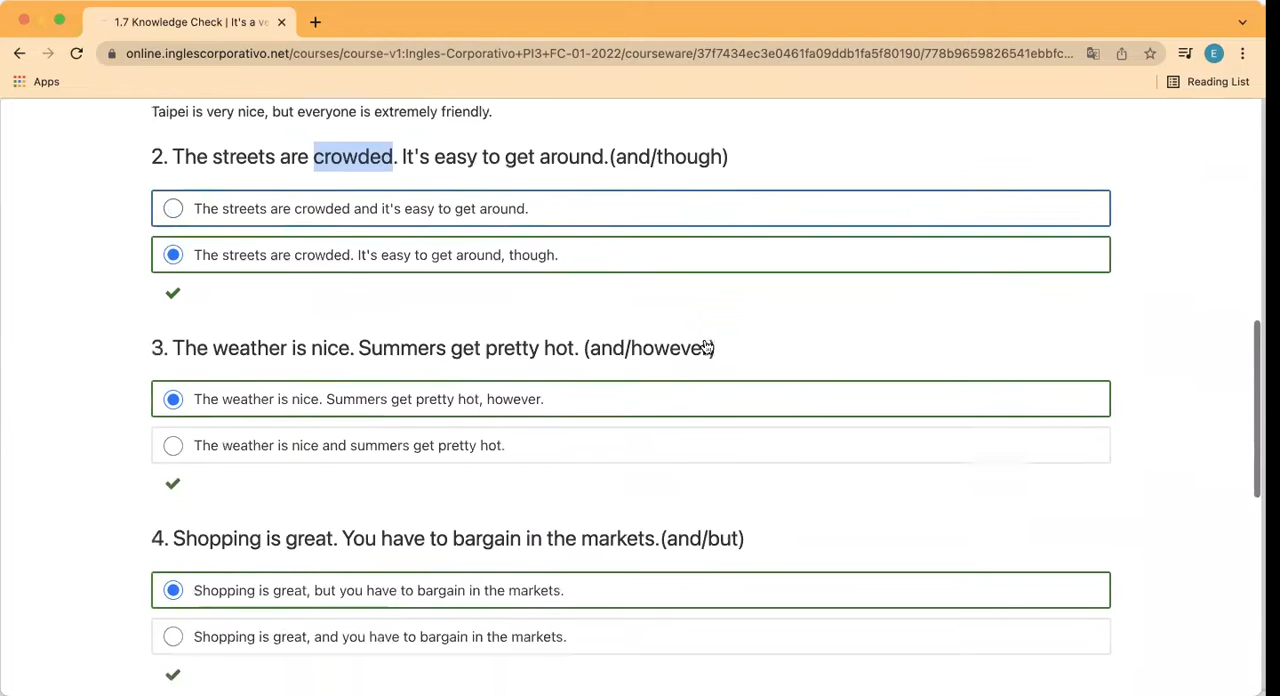 1.7 Knowledge Check | It's a ve
online.inglescorporativo.net/courses/course-v1:Ingles-Corporativo+PI3+FC-01-2022/courseware/37f7434ec3e0461fa09ddb1fa5f80190/778b9659826541ebbfc...
E
Apps
Reading List
Taipei is very nice, but everyone is extremely friendly.
2. The streets are crowded. It's easy to get around.(and/though)
The streets are crowded and it's easy to get around.
The streets are crowded. It's easy to get around, though.
3. The weather is nice. Summers get pretty hot. (and/however)
The weather is nice. Summers get pretty hot, however.
The weather is nice and summers get pretty hot.
4. Shopping is great. You have to bargain in the markets.(and/but)
Shopping is great, but you have to bargain in the markets.
Shopping is great, and you have to bargain in the markets.